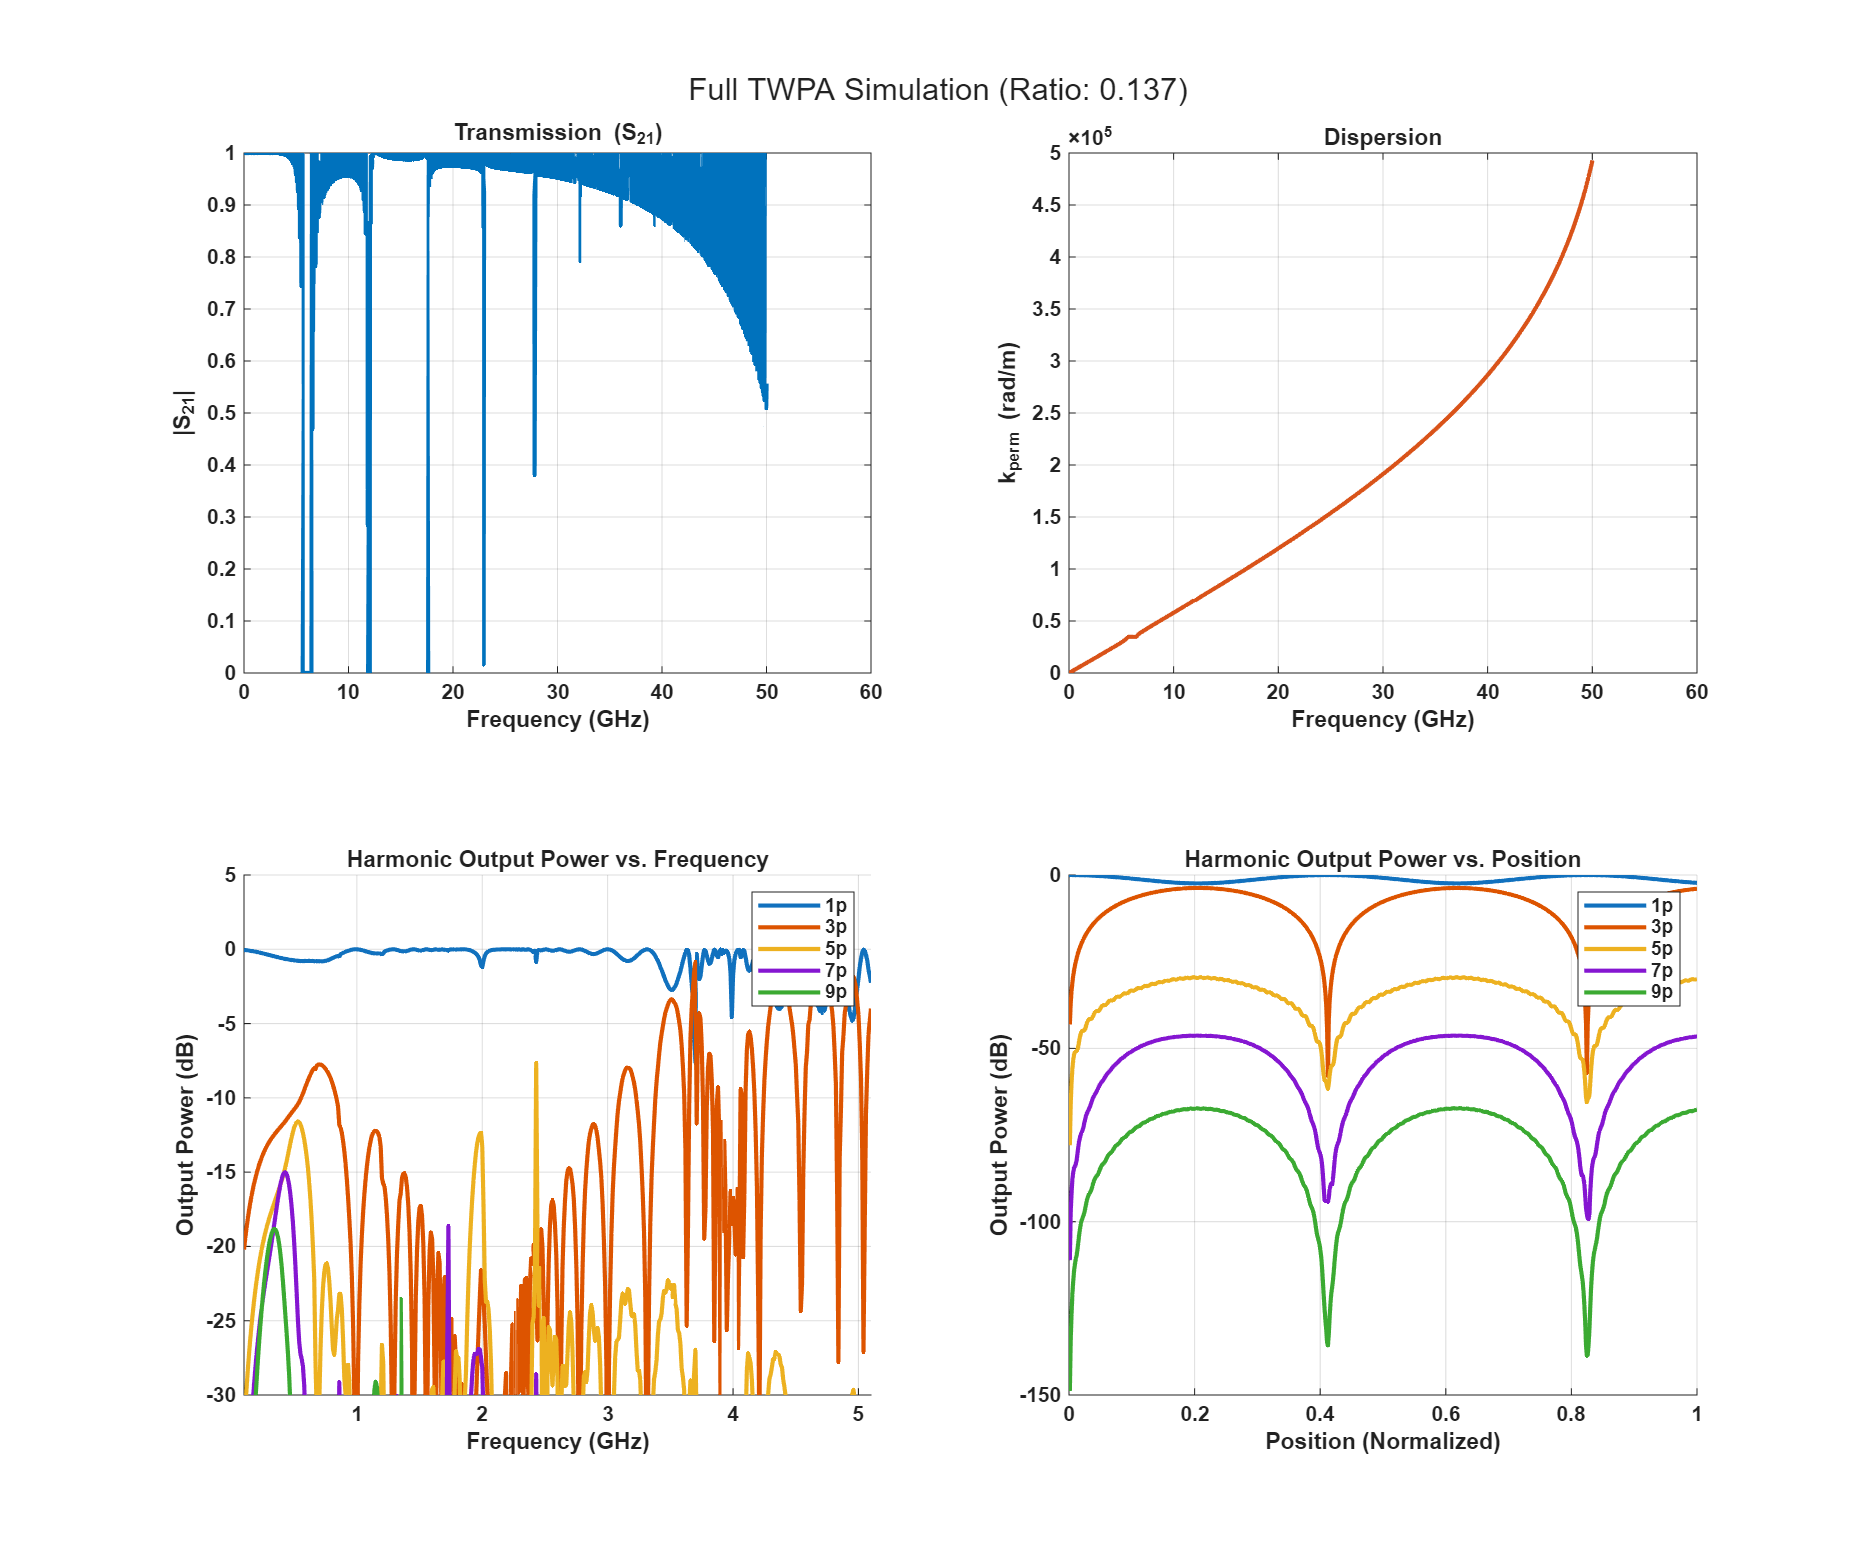 Full TWPA Simulation (Ratio: 0.137)
Transmission (S21)
1
0.9
0.8
0.7
0.6
0.5
0.4
0.3
0.2
0.1
0
|S21|
0 10 20 30 40 50 60
Frequency (GHz)
×10^5
Dispersion
5
4.5
4
3.5
3
2.5
2
1.5
1
0.5
0
kperm (rad/m)
0 10 20 30 40 50 60
Frequency (GHz)
Harmonic Output Power vs. Frequency
5
0
-5
-10
-15
-20
-25
-30
Output Power (dB)
1p
3p
5p
7p
9p
1 2 3 4 5
Frequency (GHz)
Harmonic Output Power vs. Position
0
-50
-100
-150
Output Power (dB)
1p
3p
5p
7p
9p
0 0.2 0.4 0.6 0.8 1
Position (Normalized)